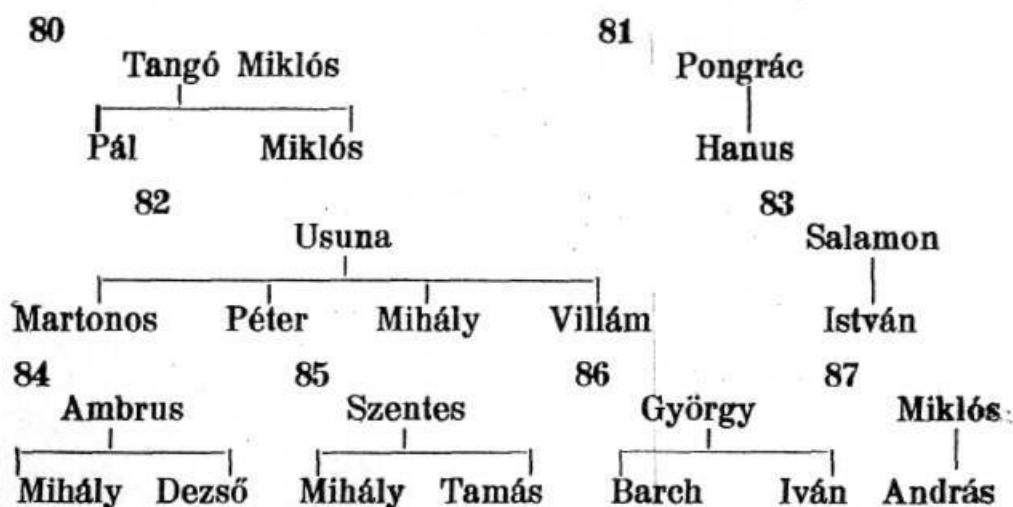 80 81
Tangó Miklós Pongrác
Pál Miklós Hanus
82 83
Usuna Salamon
Martonos Péter Mihály Villám István
84 85 86 87
Ambrus Szentes György Miklós
Mihály Dezső Mihály Tamás Barch Iván András